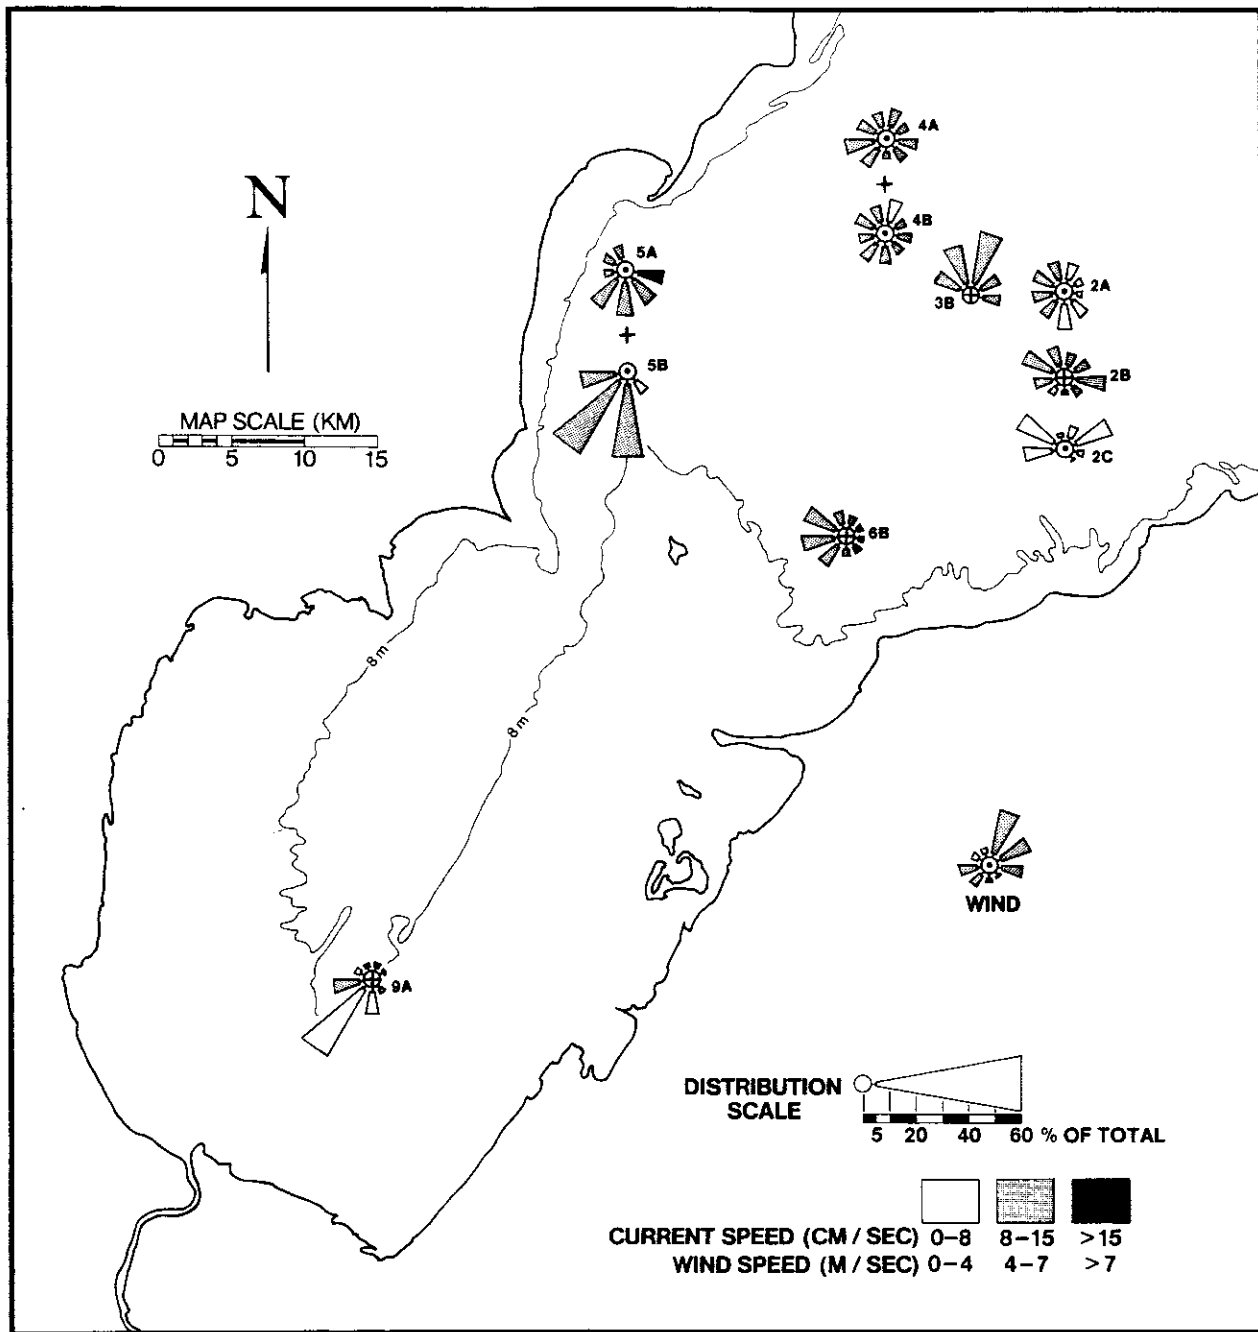 4A
N
4B
5A
3B
2A
5B
2B
MAP SCALE (KM)
0 5 10 15
2C
6B
8m
8m
WIND
9A
DISTRIBUTION
SCALE
5 20 40 60 % OF TOTAL
CURRENT SPEED (CM / SEC) 0-8 8-15 >15
WIND SPEED (M / SEC) 0-4 4-7 >7